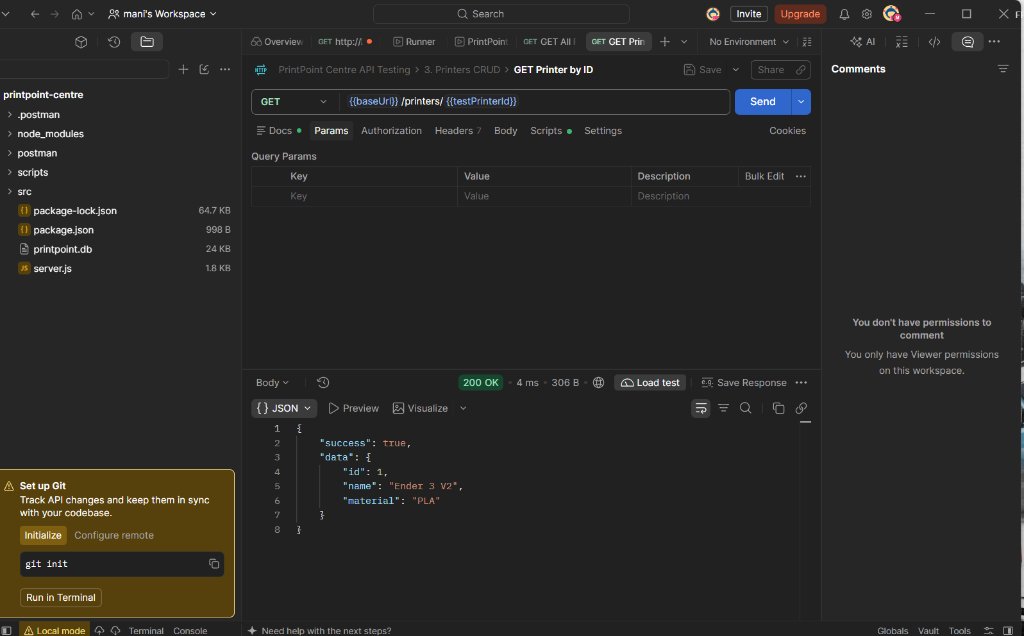 mani's Workspace
Search
Invite
Upgrade
Overview
GET http://
Runner
PrintPoint
GET GET All
GET GET Prin
No Environment
AI
printpoint-centre
.postman
node_modules
postman
scripts
src
package-lock.json 64.7 KB
package.json 998 B
printpoint.db 24 KB
JS server.js 1.8 KB
Set up Git
Track API changes and keep them in sync
with your codebase.
Initialize Configure remote
git init
Run in Terminal
HTTP PrintPoint Centre API Testing > 3. Printers CRUD > GET Printer by ID
Save
Share
GET {{baseUrl}} /printers/ {{testPrinterId}}
Send
Docs Params Authorization Headers 7 Body Scripts Settings Cookies
Query Params
Key Value Description Bulk Edit
Key Value Description
Body 200 OK 4 ms 306 B Load test e.g. Save Response
{} JSON Preview Visualize
1 {
2 "success": true,
3 "data": {
4 "id": 1,
5 "name": "Ender 3 V2",
6 "material": "PLA"
7 }
8 }
Comments
You don't have permissions to
comment
You only have Viewer permissions
on this workspace.
Local mode Terminal Console Need help with the next steps? Globals Vault Tools